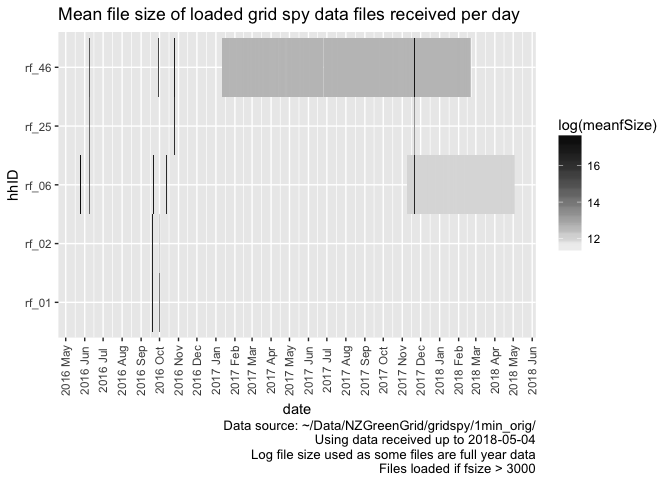 Mean file size of loaded grid spy data files received per day
rf_46
rf_25
rf_06
rf_02
rf_01
hhID
log(meanfSize)
16
14
12
2016 May
2016 Jun
2016 Jul
2016 Aug
2016 Sep
2016 Oct
2016 Nov
2016 Dec
2017 Jan
2017 Feb
2017 Mar
2017 Apr
2017 May
2017 Jun
2017 Jul
2017 Aug
2017 Sep
2017 Oct
2017 Nov
2017 Dec
2018 Jan
2018 Feb
2018 Mar
2018 Apr
2018 May
2018 Jun
date
Data source: ~/Data/NZGreenGrid/gridspy/1min_orig/
Using data received up to 2018-05-04
Log file size used as some files are full year data
Files loaded if fsize > 3000